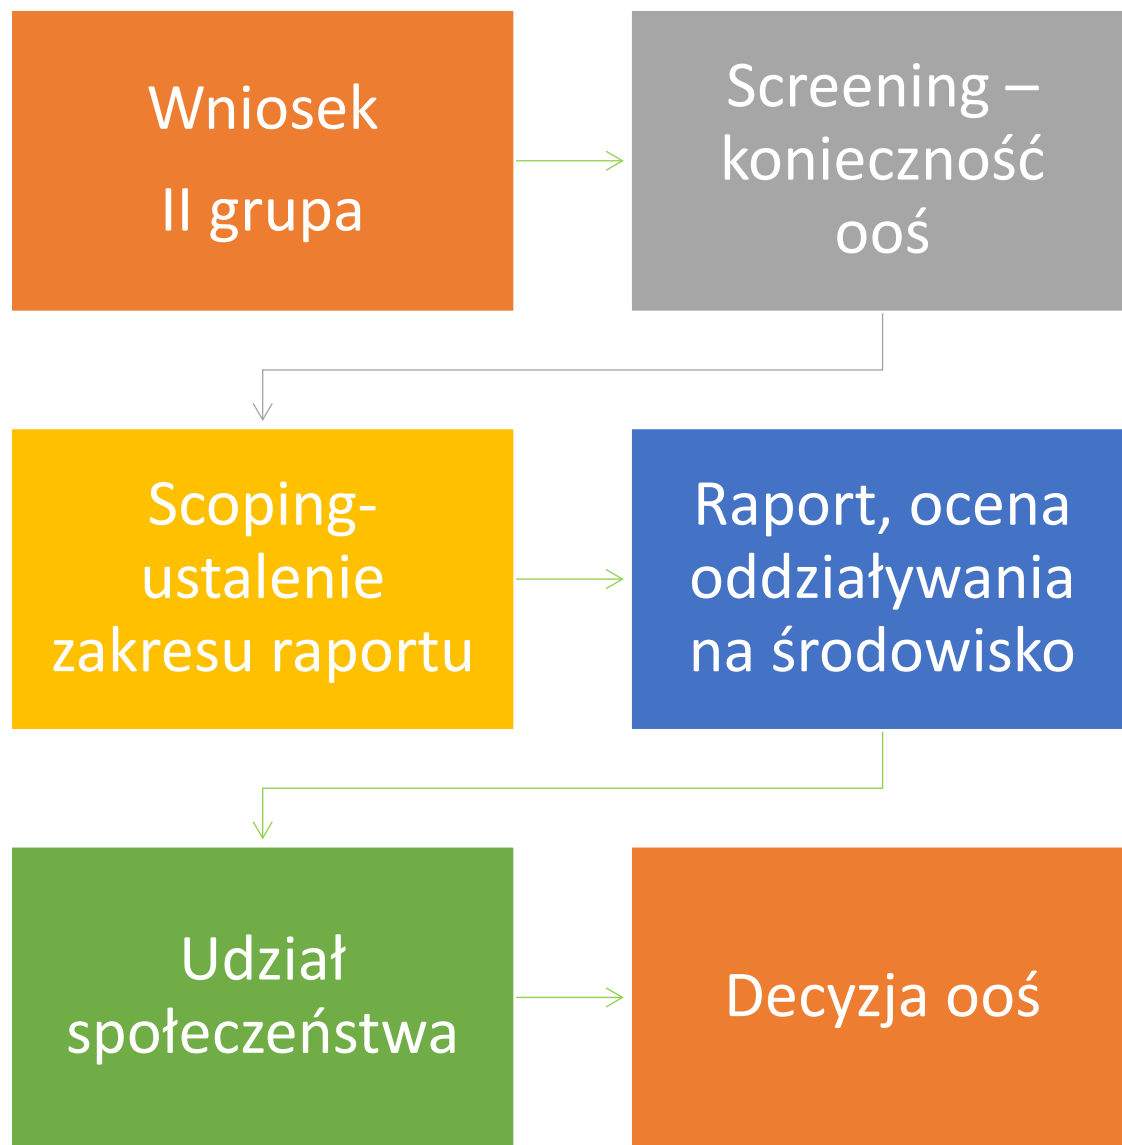 Wniosek
II grupa
Screening –
konieczność
ooś
Scoping-
ustalenie
zakresu raportu
Raport, ocena
oddziaływania
na środowisko
Udział
społeczeństwa
Decyzja ooś